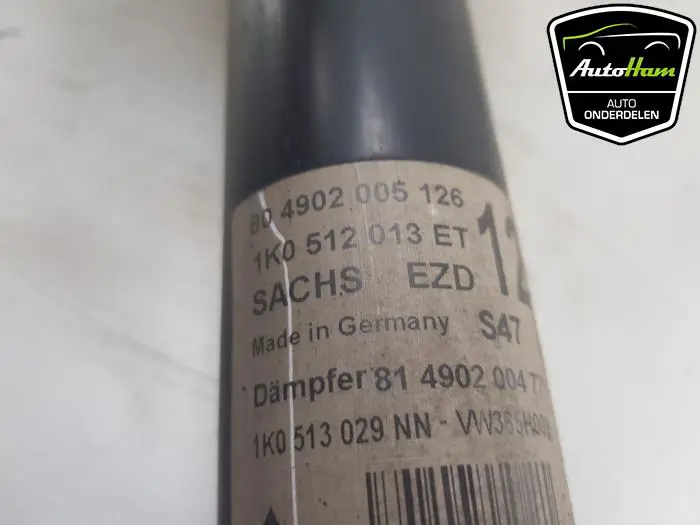 AutoHam
AUTO
ONDERDELEN
80 4902 005 126
1K0 512 013 ET
12
SACHS EZD
Made in Germany S47
Dämpfer 81 4902 004
1K0 513 029 NN -